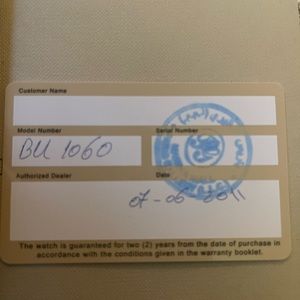 Customer Name
Model Number Serial Number
BU 1060
Authorized Dealer Date
07-06-2011
The watch is guaranteed for two (2) years from the date of purchase in
accordance with the conditions given in the warranty booklet.